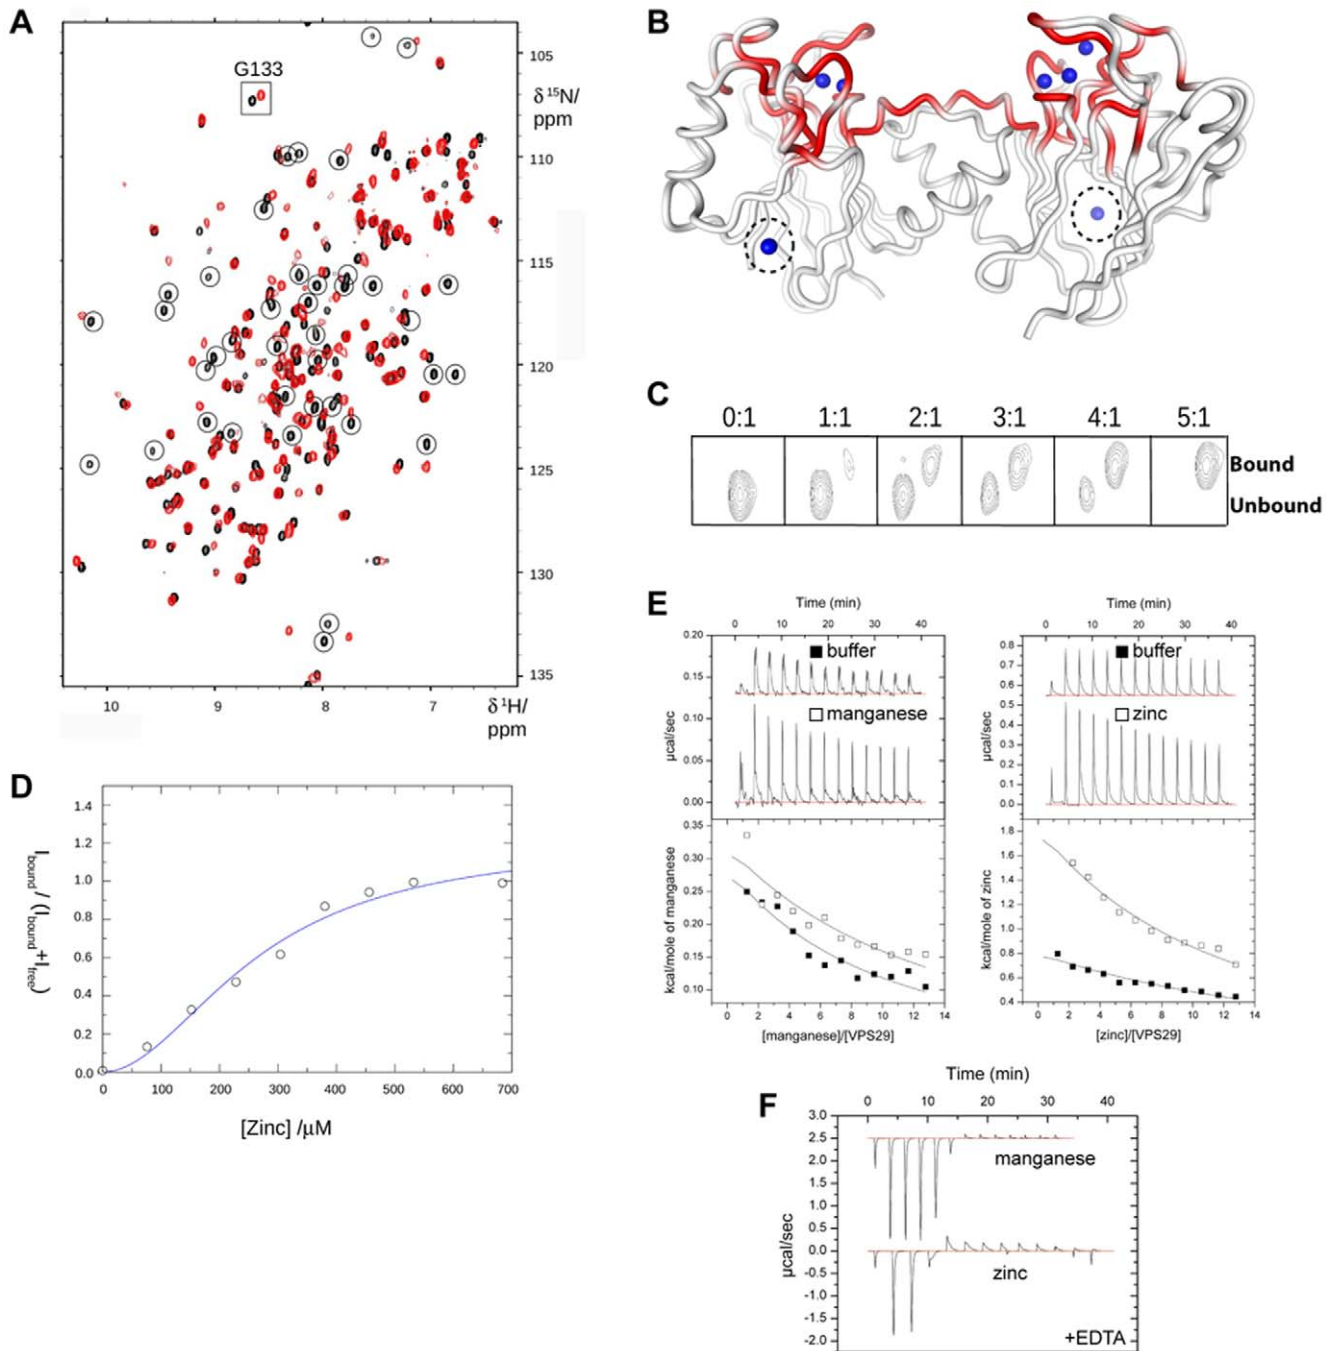 A
G133
105
δ ¹⁵N/
ppm
110
115
120
125
130
135
10
9
8
7
δ ¹H/
ppm
B
C
0:1 1:1 2:1 3:1 4:1 5:1
Bound
Unbound
D
1.4
1.2
1.0
0.8
0.6
0.4
0.2
0.0
I bound / (I bound + I free)
0 100 200 300 400 500 600 700
[Zinc] /μM
E
Time (min)
0 10 20 30 40
0.20
0.15
0.10
0.05
0.00
µcal/sec
buffer
manganese
0.35
0.30
0.25
0.20
0.15
0.10
kcal/mole of manganese
0 2 4 6 8 10 12 14
[manganese]/[VPS29]
Time (min)
0 10 20 30 40
0.8
0.7
0.6
0.5
0.4
0.3
0.2
0.1
0.0
µcal/sec
buffer
zinc
1.8
1.6
1.4
1.2
1.0
0.8
0.6
0.4
kcal/mole of zinc
0 2 4 6 8 10 12 14
[zinc]/[VPS29]
F
Time (min)
0 10 20 30 40
3.0
2.5
2.0
1.5
1.0
0.5
0.0
-0.5
-1.0
-1.5
-2.0
µcal/sec
manganese
zinc
+EDTA